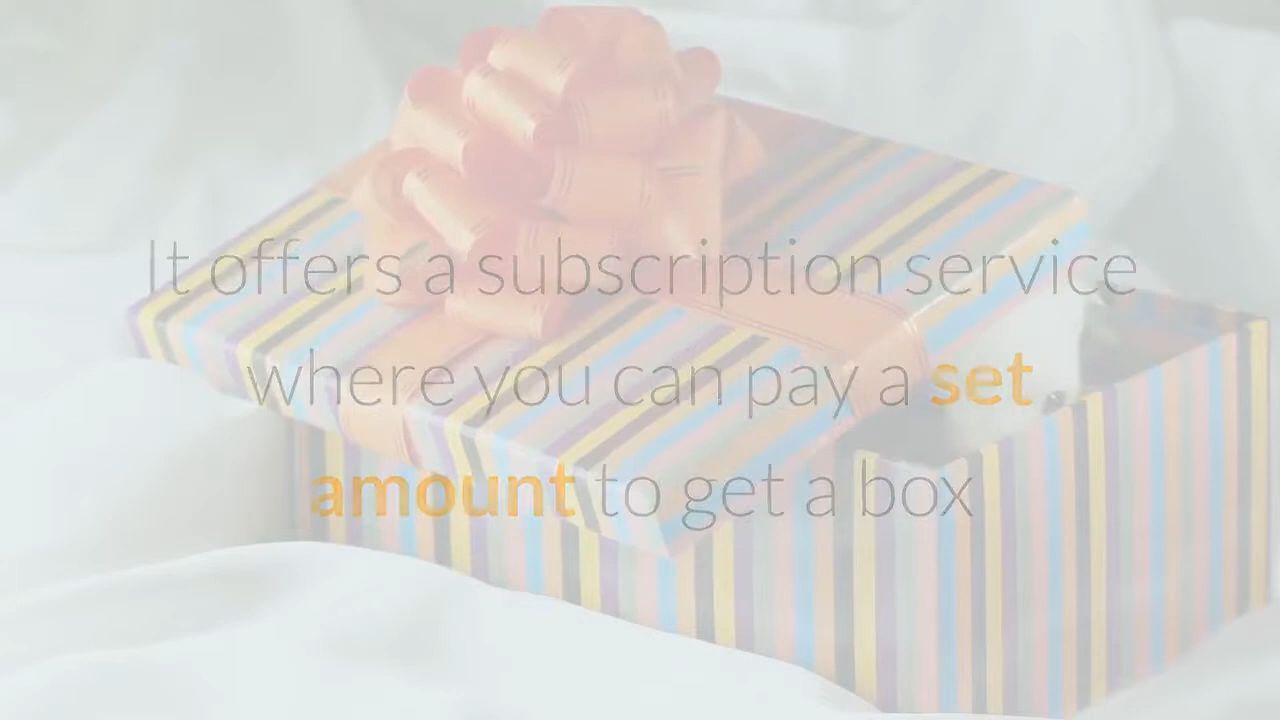 It offers a subscription service
where you can pay a set
amount to get a box